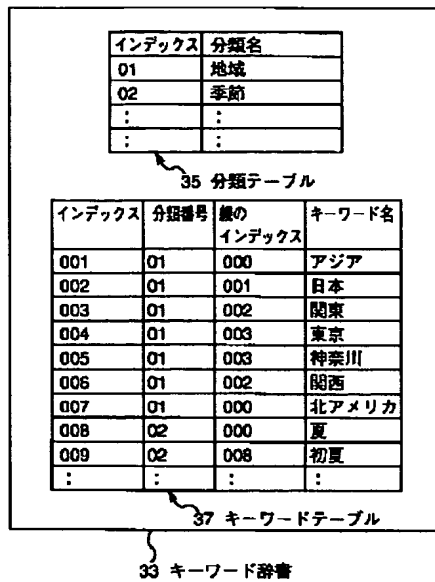 インデックス 分類名
01 地域
02 季節
: :
: :
35 分類テーブル
インデックス 分類番号 親の インデックス キーワード名
001 01 000 アジア
002 01 001 日本
003 01 002 関東
004 01 003 東京
005 01 003 神奈川
006 01 002 関西
007 01 000 北アメリカ
008 02 000 夏
009 02 008 初夏
: : : :
37 キーワードテーブル
33 キーワード辞書